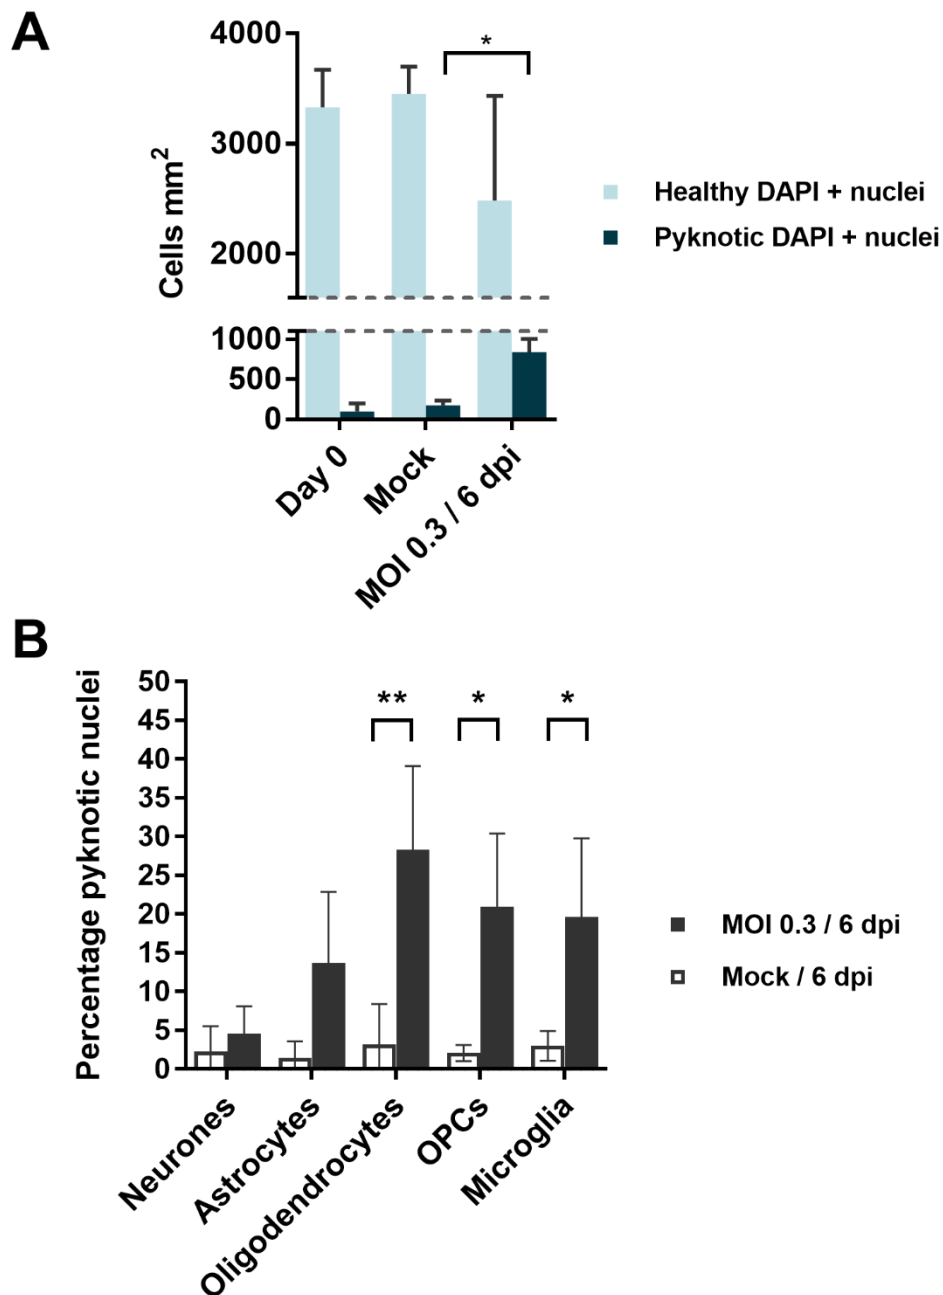 A
*
4000
3000
2000
1000
500
0
Cells mm²
Day 0
Mock
MOI 0.3 / 6 dpi
Healthy DAPI + nuclei
Pyknotic DAPI + nuclei
B
** * *
50
45
40
35
30
25
20
15
10
5
0
Percentage pyknotic nuclei
Neurones
Astrocytes
Oligodendrocytes
OPCs
Microglia
MOI 0.3 / 6 dpi
Mock / 6 dpi